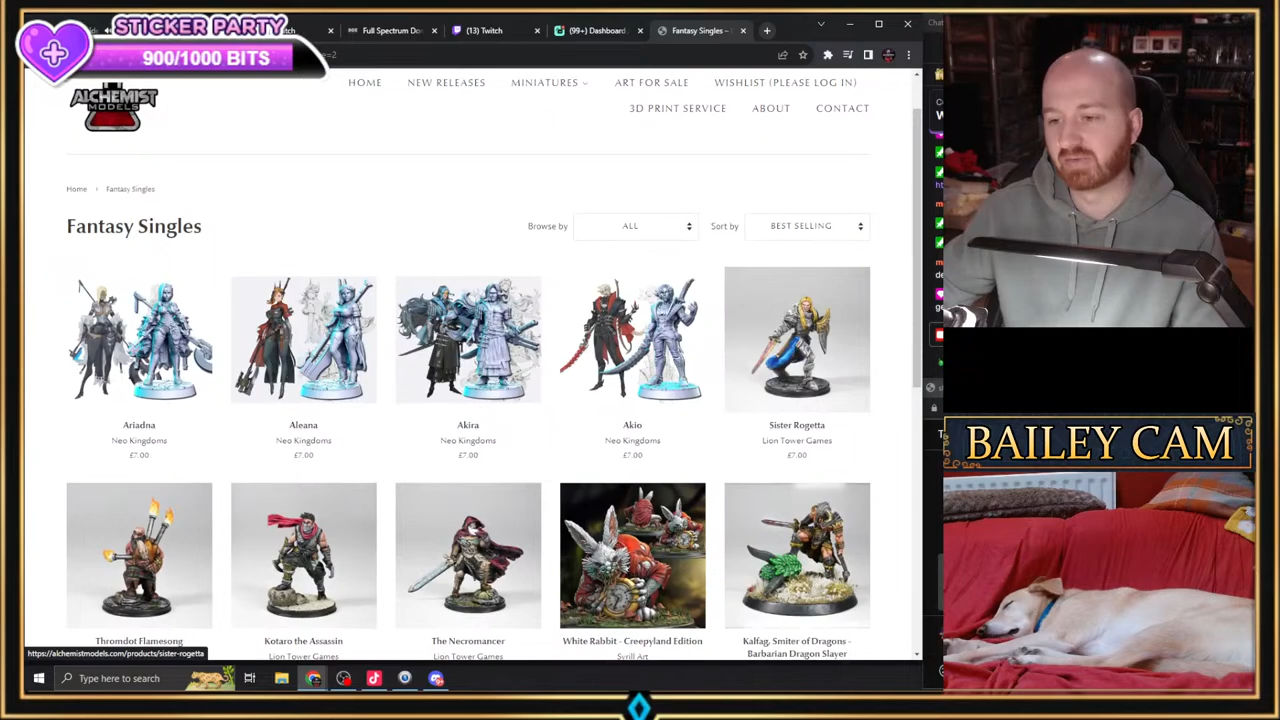 STICKER PARTY
900/1000 BITS
Full Spectrum Do
(13) Twitch
(99+) Dashboard
Fantasy Singles –
=2
ALCHEMIST
MODELS
HOME NEW RELEASES MINIATURES ART FOR SALE WISHLIST (PLEASE LOG IN)
3D PRINT SERVICE ABOUT CONTACT
Home › Fantasy Singles
Fantasy Singles
Browse by ALL Sort by BEST SELLING
Ariadna Aleana Akira Akio Sister Rogetta
Neo Kingdoms Neo Kingdoms Neo Kingdoms Neo Kingdoms Lion Tower Games
£7.00 £7.00 £7.00 £7.00 £7.00
Thromdot Flamesong Kotaro the Assassin The Necromancer White Rabbit - Creepyland Edition Kalfag, Smiter of Dragons -
Barbarian Dragon Slayer
Lion Tower Games Lion Tower Games Syrill Art
https://alchemistmodels.com/products/sister-rogetta
Type here to search
BAILEY CAM